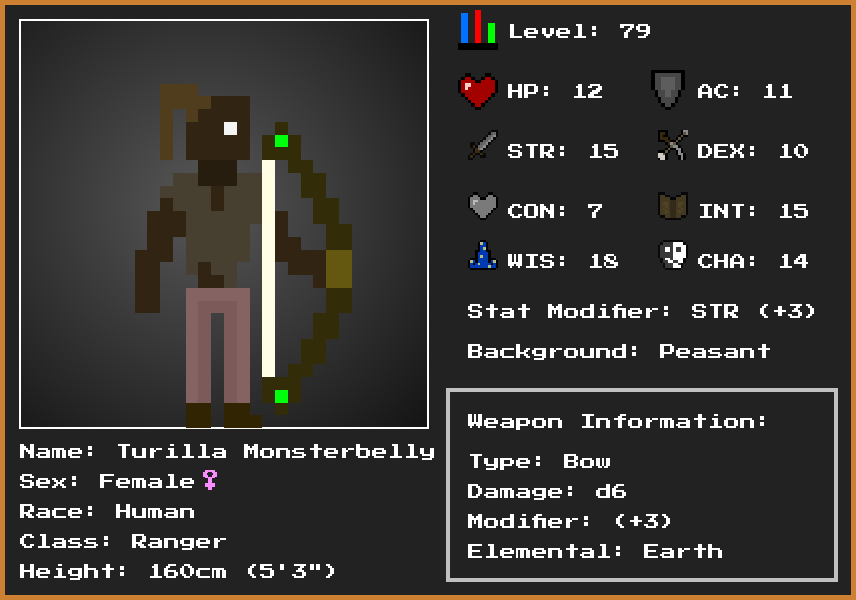 Level: 79
HP: 12 AC: 11
STR: 15 DEX: 10
CON: 7 INT: 15
WIS: 18 CHA: 14
Stat Modifier: STR (+3)
Background: Peasant
Weapon Information:
Type: Bow
Damage: d6
Modifier: (+3)
Elemental: Earth
Name: Turilla Monsterbelly
Sex: Female♀
Race: Human
Class: Ranger
Height: 160cm (5'3")